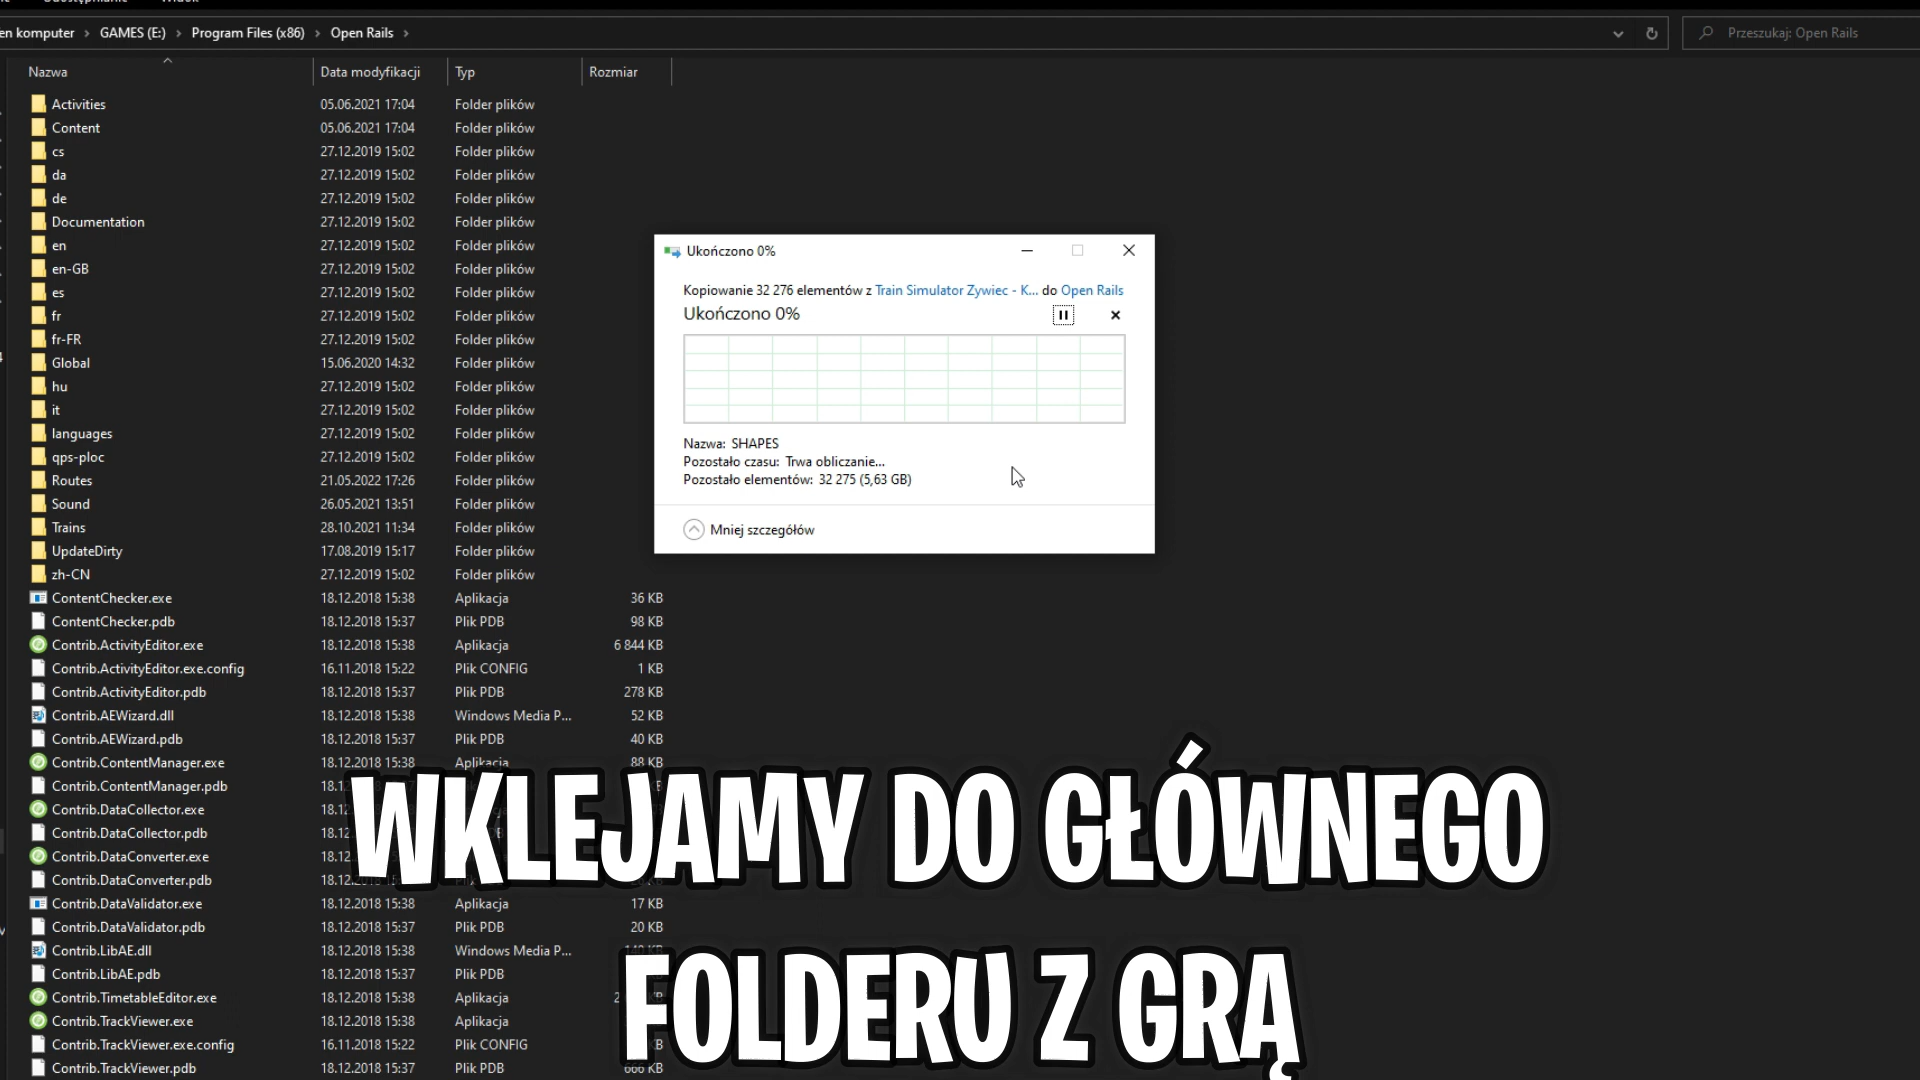 en komputer > GAMES (E:) > Program Files (x86) > Open Rails >
Przeszukaj: Open Rails
Nazwa Data modyfikacji Typ Rozmiar
Activities 05.06.2021 17:04 Folder plików
Content 05.06.2021 17:04 Folder plików
cs 27.12.2019 15:02 Folder plików
da 27.12.2019 15:02 Folder plików
de 27.12.2019 15:02 Folder plików
Documentation 27.12.2019 15:02 Folder plików
en 27.12.2019 15:02 Folder plików
en-GB 27.12.2019 15:02 Folder plików
es 27.12.2019 15:02 Folder plików
fr 27.12.2019 15:02 Folder plików
fr-FR 27.12.2019 15:02 Folder plików
Global 15.06.2020 14:32 Folder plików
hu 27.12.2019 15:02 Folder plików
it 27.12.2019 15:02 Folder plików
languages 27.12.2019 15:02 Folder plików
qps-ploc 27.12.2019 15:02 Folder plików
Routes 21.05.2022 17:26 Folder plików
Sound 26.05.2021 13:51 Folder plików
Trains 28.10.2021 11:34 Folder plików
UpdateDirty 17.08.2019 15:17 Folder plików
zh-CN 27.12.2019 15:02 Folder plików
ContentChecker.exe 18.12.2018 15:38 Aplikacja 36 KB
ContentChecker.pdb 18.12.2018 15:37 Plik PDB 98 KB
Contrib.ActivityEditor.exe 18.12.2018 15:38 Aplikacja 6 844 KB
Contrib.ActivityEditor.exe.config 16.11.2018 15:22 Plik CONFIG 1 KB
Contrib.ActivityEditor.pdb 18.12.2018 15:37 Plik PDB 278 KB
Contrib.AEWizard.dll 18.12.2018 15:38 Windows Media P... 52 KB
Contrib.AEWizard.pdb 18.12.2018 15:37 Plik PDB 40 KB
Contrib.ContentManager.exe 18.12.2018 15:38 Aplikacja 88 KB
Contrib.ContentManager.pdb
Contrib.DataCollector.exe
Contrib.DataCollector.pdb
Contrib.DataConverter.exe
Contrib.DataConverter.pdb
Contrib.DataValidator.exe 18.12.2018 15:38 Aplikacja 17 KB
Contrib.DataValidator.pdb 18.12.2018 15:37 Plik PDB 20 KB
Contrib.LibAE.dll 18.12.2018 15:38 Windows Media P...
Contrib.LibAE.pdb 18.12.2018 15:37 Plik PDB
Contrib.TimetableEditor.exe 18.12.2018 15:38 Aplikacja
Contrib.TrackViewer.exe 18.12.2018 15:38 Aplikacja
Contrib.TrackViewer.exe.config 16.11.2018 15:22 Plik CONFIG
Contrib.TrackViewer.pdb 18.12.2018 15:37 Plik PDB 666 KB
Ukończono 0%
Kopiowanie 32 276 elementów z Train Simulator Zywiec - K... do Open Rails
Ukończono 0%
Nazwa: SHAPES
Pozostało czasu: Trwa obliczanie...
Pozostało elementów: 32 275 (5,63 GB)
Mniej szczegółów
WKLEJAMY DO GŁÓWNEGO
FOLDERU Z GRĄ